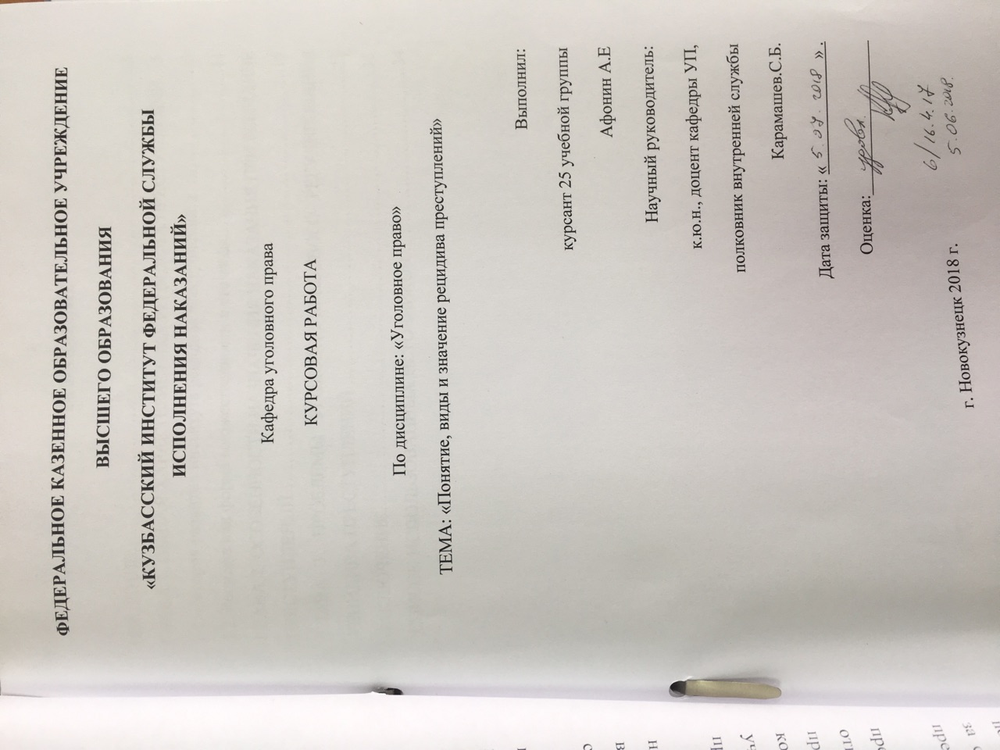 ФЕДЕРАЛЬНОЕ КАЗЕННОЕ ОБРАЗОВАТЕЛЬНОЕ УЧРЕЖДЕНИЕ
ВЫСШЕГО ОБРАЗОВАНИЯ
«КУЗБАССКИЙ ИНСТИТУТ ФЕДЕРАЛЬНОЙ СЛУЖБЫ
ИСПОЛНЕНИЯ НАКАЗАНИЙ»
Кафедра уголовного права
КУРСОВАЯ РАБОТА
По дисциплине: «Уголовное право»
ТЕМА: «Понятие, виды и значение рецидива преступлений»
Выполнил:
курсант 25 учебной группы
Афонин А.Е
Научный руководитель:
к.ю.н., доцент кафедры УП,
полковник внутренней службы
Карамашев.С.Б.
Дата защиты: « 5. 07. 2018 ».
Оценка:
6/16.4.17
5.06.2018.
г. Новокузнецк 2018 г.